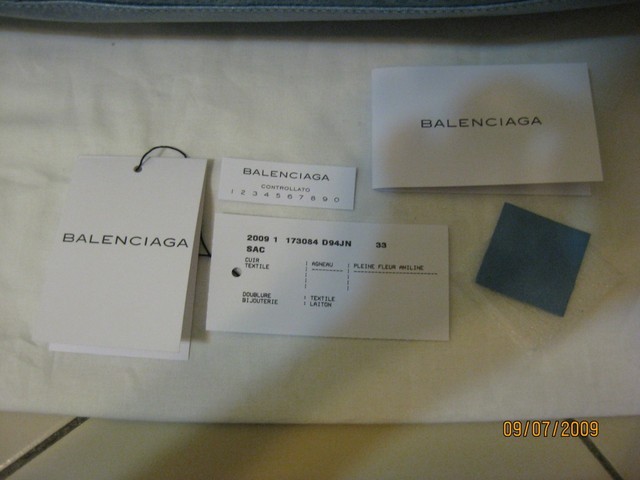 BALENCIAGA
BALENCIAGA
CONTROLLATO
1 2 3 4 5 6 7 8 9 0
BALENCIAGA
2009 1 173084 D94JN 33
SAC
CUIR AGNEAU PLEINE FLEUR ANILINE
TEXTILE
DOUBLURE : TEXTILE
BIJOUTERIE : LAITON
09/07/2009